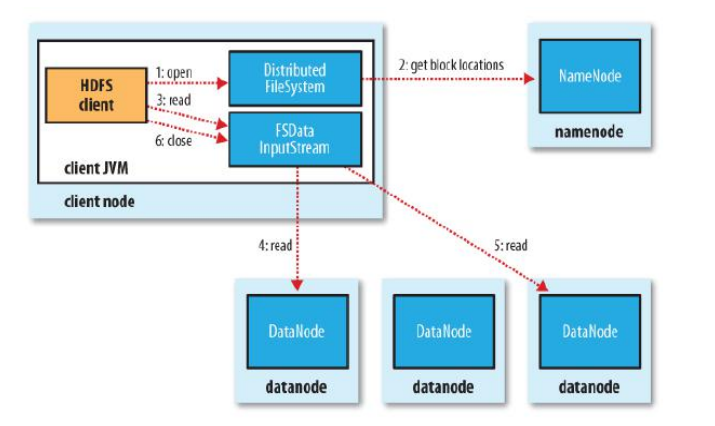 HDFS
client
1: open
3: read
6: close
Distributed
FileSystem
FSData
InputStream
client JVM
client node
2: get block locations
NameNode
namenode
4: read
5: read
DataNode
datanode
DataNode
datanode
DataNode
datanode